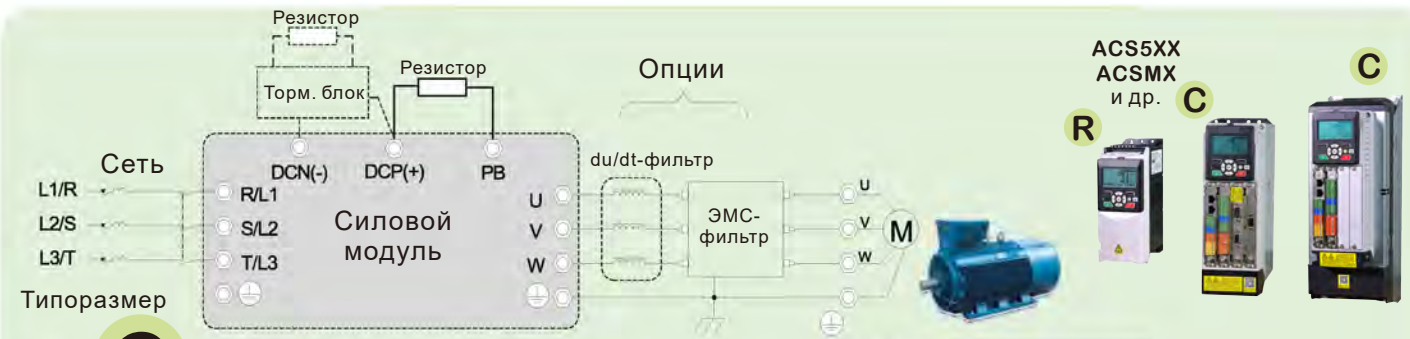 Резистор
Торм. блок
Резистор
Опции
ACS5XX
ACSMX
и др.
R
C
C
Сеть
DCN(-)
DCP(+)
PB
du/dt-фильтр
L1/R
L2/S
L3/T
R/L1
S/L2
T/L3
Силовой
модуль
U
V
W
ЭМС-
фильтр
U
V
W
M
Типоразмер